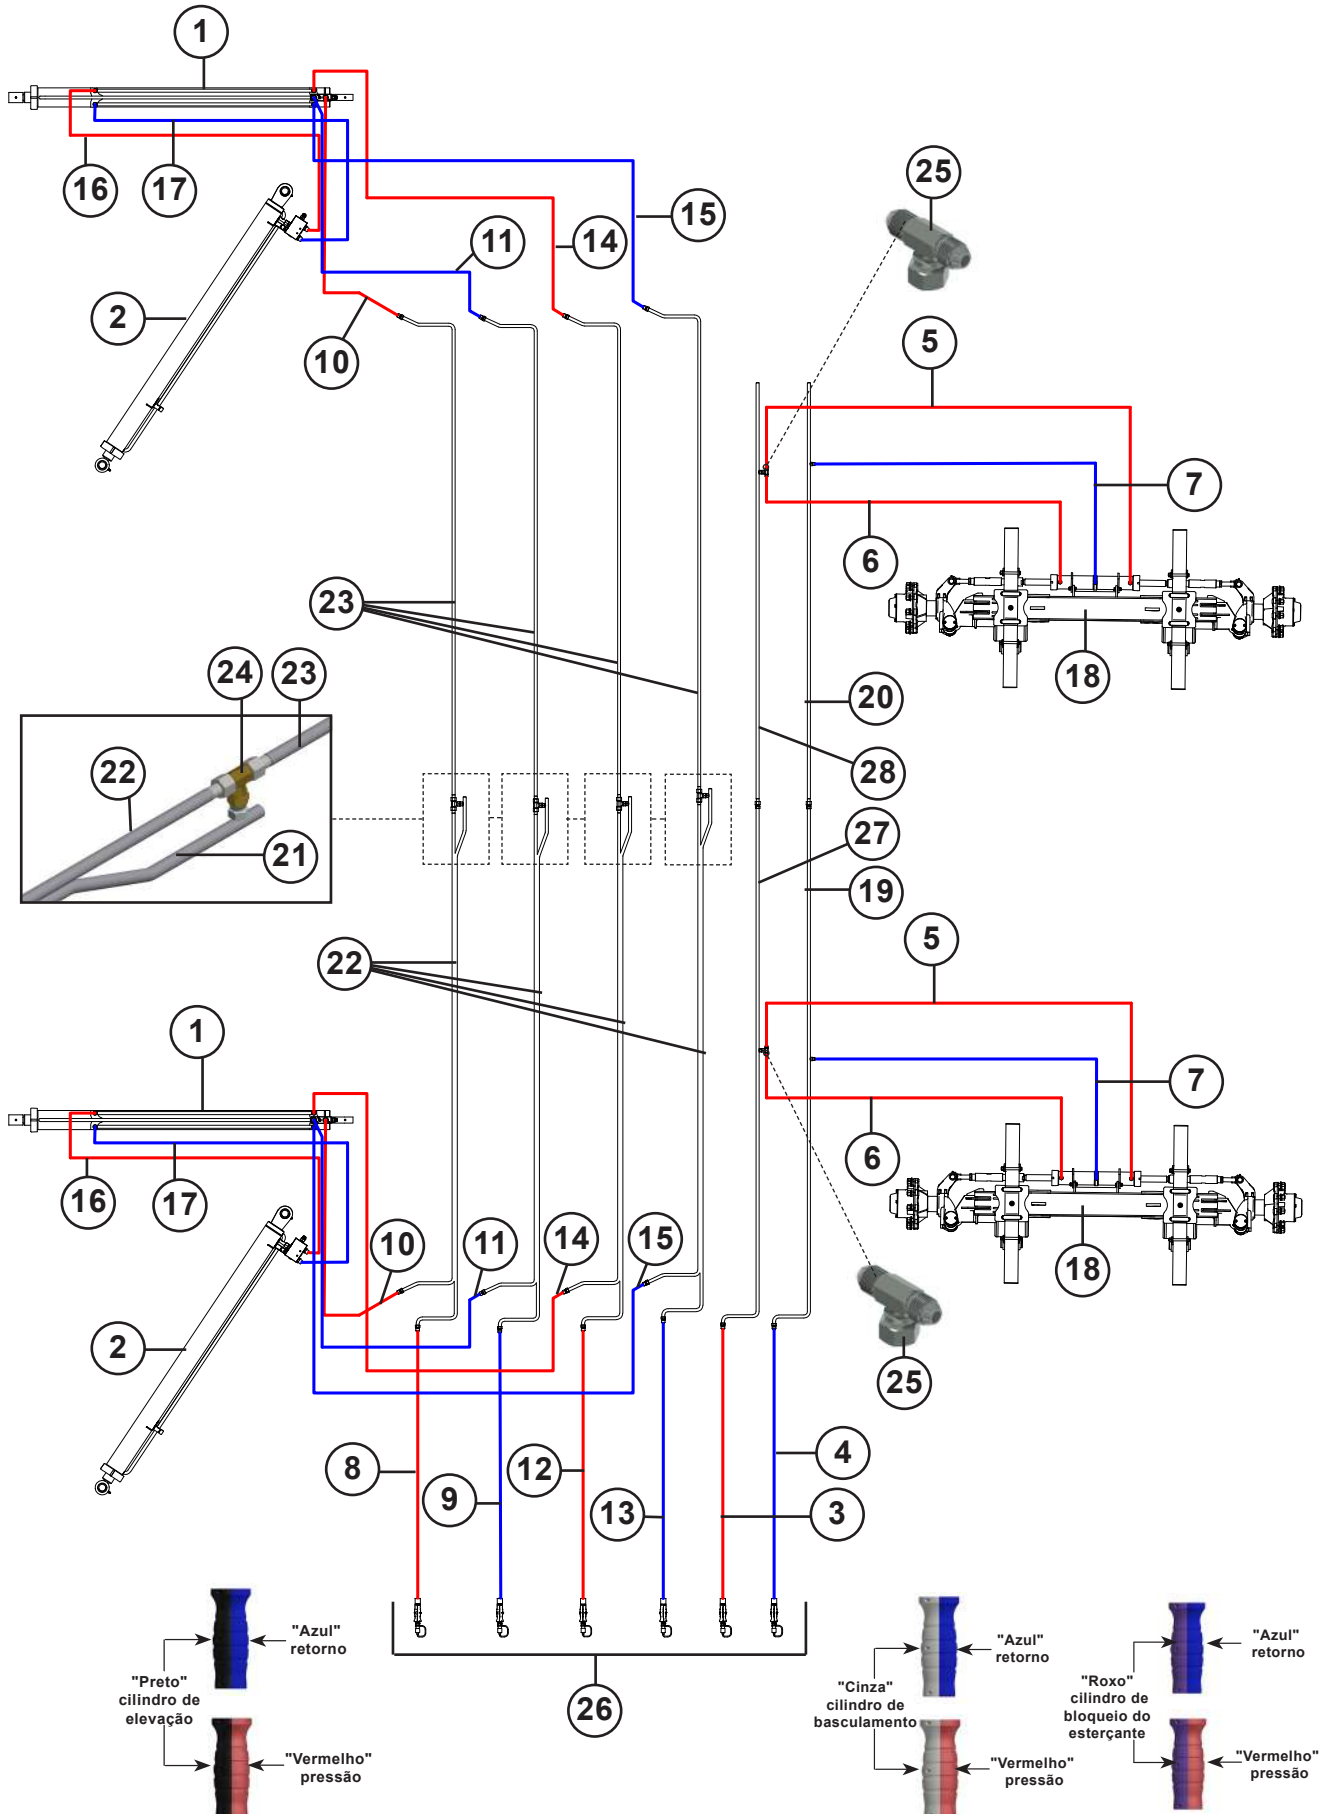 1
16
17
2
11
14
15
10
25
5
7
6
18
23
24
23
22
21
20
28
27
19
22
5
7
6
18
25
1
16
17
2
10
11
14
15
8
9
12
13
4
3
26
"Azul"
retorno
"Preto"
cilindro de
elevação
"Vermelho"
pressão
"Azul"
retorno
"Cinza"
cilindro de
basculamento
"Vermelho"
pressão
"Azul"
retorno
"Roxo"
cilindro de
bloqueio do
esterçante
"Vermelho"
pressão